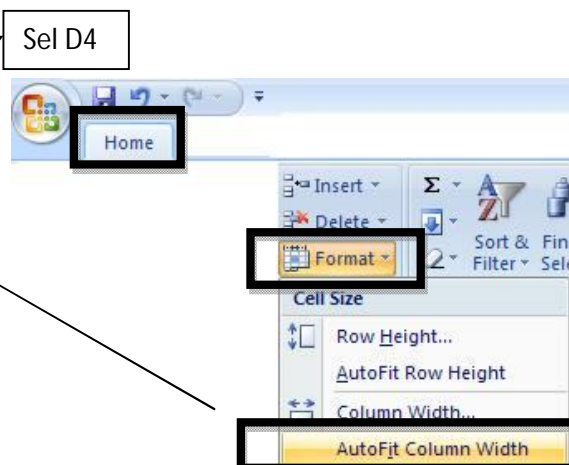 Sel D4
Home
Insert
Σ
Delete
Format
Sort &
Filter
Cell Size
Row Height...
AutoFit Row Height
Column Width...
AutoFit Column Width